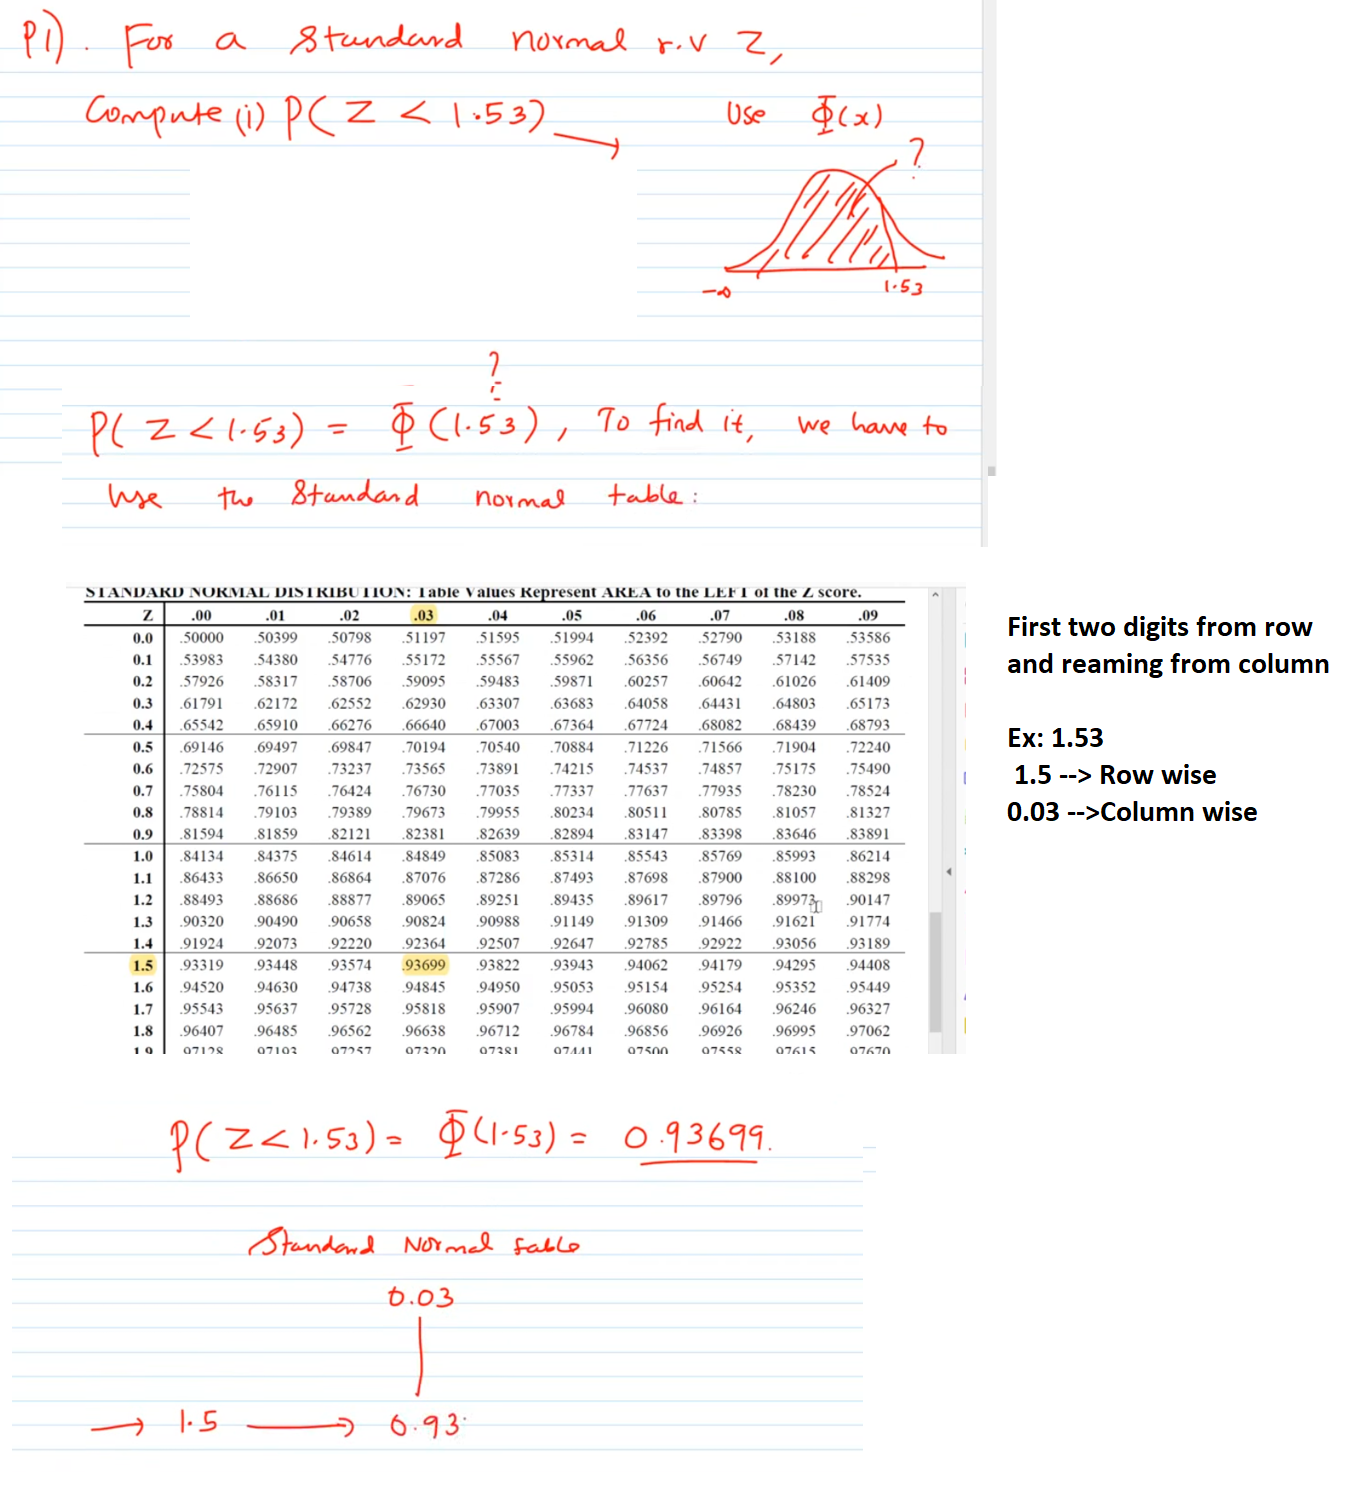 P1). For a standard normal r.v Z,
Compute (i) P( Z < 1.53) Use Φ(x)
?
-∞ 1.53
?
P( Z < 1.53) = Φ (1.53), To find it, we have to
use the standard normal table:
STANDARD NORMAL DISTRIBUTION: Table Values Represent AREA to the LEFT of the Z score.
Z .00 .01 .02 .03 .04 .05 .06 .07 .08 .09
0.0 .50000 .50399 .50798 .51197 .51595 .51994 .52392 .52790 .53188 .53586
0.1 .53983 .54380 .54776 .55172 .55567 .55962 .56356 .56749 .57142 .57535
0.2 .57926 .58317 .58706 .59095 .59483 .59871 .60257 .60642 .61026 .61409
0.3 .61791 .62172 .62552 .62930 .63307 .63683 .64058 .64431 .64803 .65173
0.4 .65542 .65910 .66276 .66640 .67003 .67364 .67724 .68082 .68439 .68793
0.5 .69146 .69497 .69847 .70194 .70540 .70884 .71226 .71566 .71904 .72240
0.6 .72575 .72907 .73237 .73565 .73891 .74215 .74537 .74857 .75175 .75490
0.7 .75804 .76115 .76424 .76730 .77035 .77337 .77637 .77935 .78230 .78524
0.8 .78814 .79103 .79389 .79673 .79955 .80234 .80511 .80785 .81057 .81327
0.9 .81594 .81859 .82121 .82381 .82639 .82894 .83147 .83398 .83646 .83891
1.0 .84134 .84375 .84614 .84849 .85083 .85314 .85543 .85769 .85993 .86214
1.1 .86433 .86650 .86864 .87076 .87286 .87493 .87698 .87900 .88100 .88298
1.2 .88493 .88686 .88877 .89065 .89251 .89435 .89617 .89796 .89973 .90147
1.3 .90320 .90490 .90658 .90824 .90988 .91149 .91309 .91466 .91621 .91774
1.4 .91924 .92073 .92220 .92364 .92507 .92647 .92785 .92922 .93056 .93189
1.5 .93319 .93448 .93574 .93699 .93822 .93943 .94062 .94179 .94295 .94408
1.6 .94520 .94630 .94738 .94845 .94950 .95053 .95154 .95254 .95352 .95449
1.7 .95543 .95637 .95728 .95818 .95907 .95994 .96080 .96164 .96246 .96327
1.8 .96407 .96485 .96562 .96638 .96712 .96784 .96856 .96926 .96995 .97062
1.9 .97128 .97193 .97257 .97320 .97381 .97441 .97500 .97558 .97615 .97670
First two digits from row
and reaming from column
Ex: 1.53
1.5 --> Row wise
0.03 -->Column wise
P( Z < 1.53) = Φ(1.53) = 0.93699.
Standard Normal table
0.03
→ 1.5 → 0.93